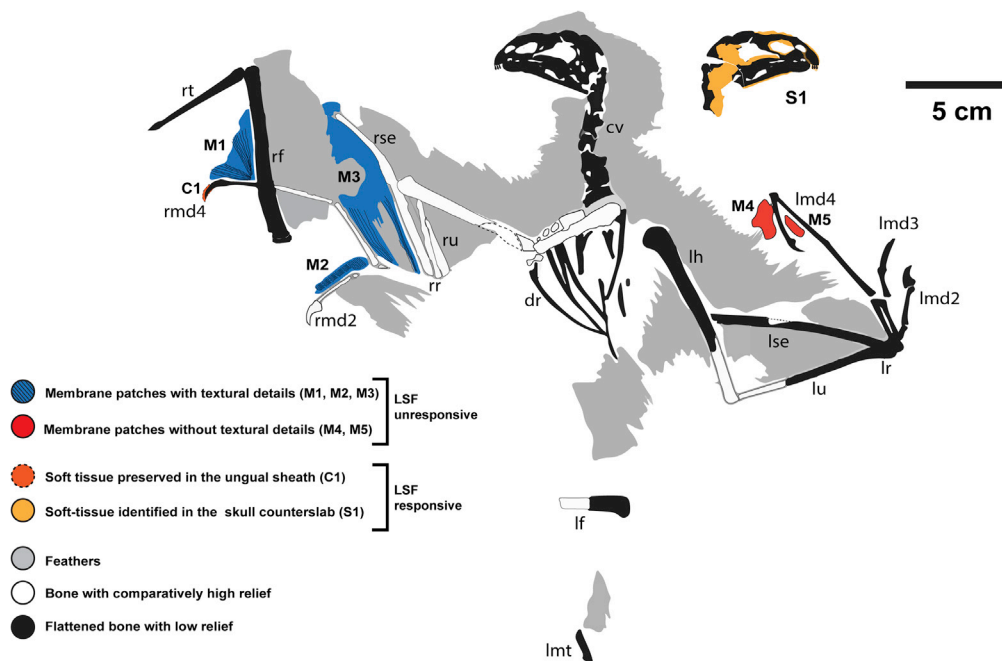 S1
5 cm
rt
M1
rf
C1
rmd4
rse
M3
M2
rmd2
ru
rr
cv
dr
lh
M4
lmd4
M5
lmd3
lmd2
lse
lr
lu
Membrane patches with textural details (M1, M2, M3)
Membrane patches without textural details (M4, M5)
LSF
unresponsive
Soft tissue preserved in the ungual sheath (C1)
Soft-tissue identified in the skull counterslab (S1)
LSF
responsive
Feathers
Bone with comparatively high relief
Flattened bone with low relief
lf
lmt